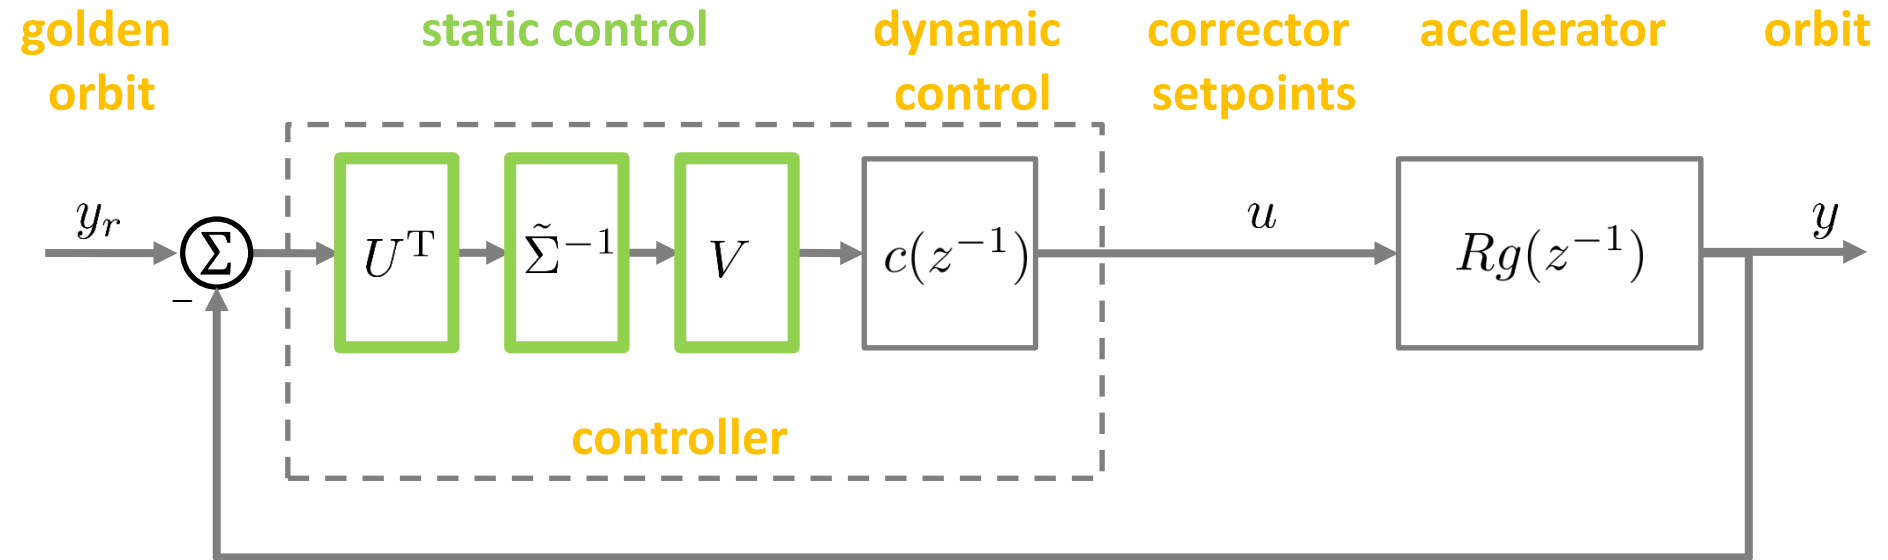 golden
orbit
static control
dynamic
control
corrector
setpoints
accelerator
orbit
y_r
Σ
−
U^T
Σ̃^{−1}
V
c(z^{−1})
u
Rg(z^{−1})
y
controller